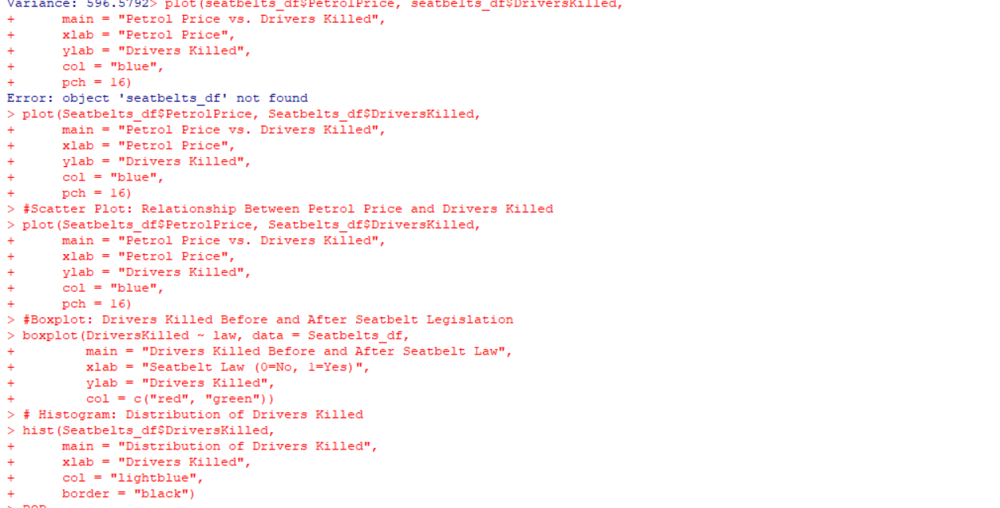 Variance: 596.5792> plot(seatbelts_df$PetrolPrice, seatbelts_df$DriversKilled,
+      main = "Petrol Price vs. Drivers Killed",
+      xlab = "Petrol Price",
+      ylab = "Drivers Killed",
+      col = "blue",
+      pch = 16)
Error: object 'seatbelts_df' not found
> plot(Seatbelts_df$PetrolPrice, Seatbelts_df$DriversKilled,
+      main = "Petrol Price vs. Drivers Killed",
+      xlab = "Petrol Price",
+      ylab = "Drivers Killed",
+      col = "blue",
+      pch = 16)
> #Scatter Plot: Relationship Between Petrol Price and Drivers Killed
> plot(Seatbelts_df$PetrolPrice, Seatbelts_df$DriversKilled,
+      main = "Petrol Price vs. Drivers Killed",
+      xlab = "Petrol Price",
+      ylab = "Drivers Killed",
+      col = "blue",
+      pch = 16)
> #Boxplot: Drivers Killed Before and After Seatbelt Legislation
> boxplot(DriversKilled ~ law, data = Seatbelts_df,
+         main = "Drivers Killed Before and After Seatbelt Law",
+         xlab = "Seatbelt Law (0=No, 1=Yes)",
+         ylab = "Drivers Killed",
+         col = c("red", "green"))
> # Histogram: Distribution of Drivers Killed
> hist(Seatbelts_df$DriversKilled,
+      main = "Distribution of Drivers Killed",
+      xlab = "Drivers Killed",
+      col = "lightblue",
+      border = "black")
>